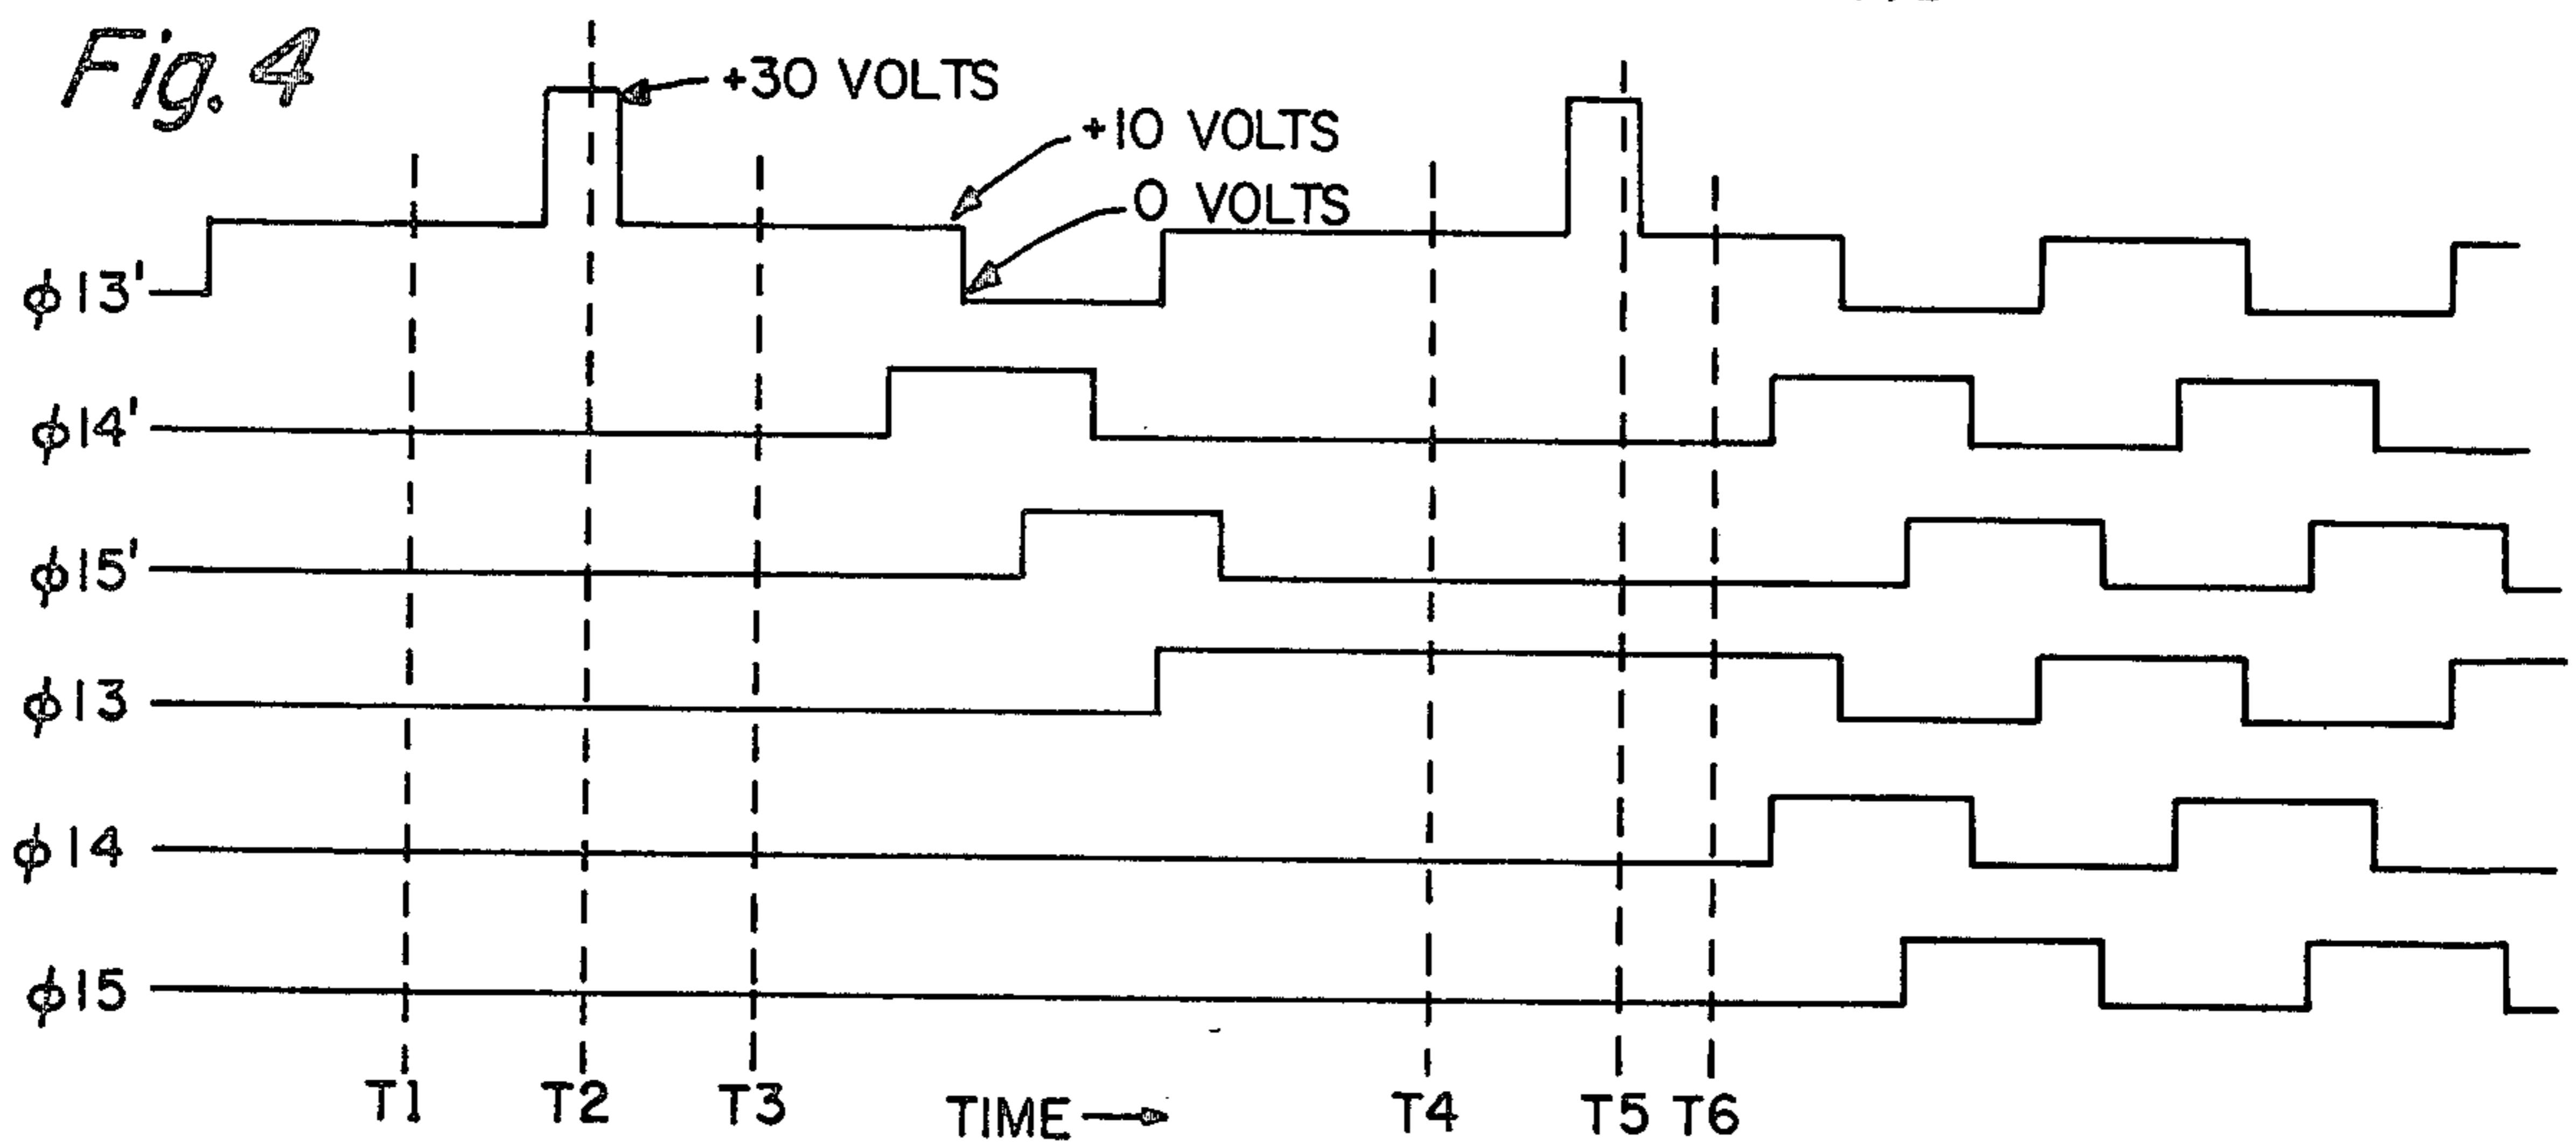 Fig. 4
+30 VOLTS
+10 VOLTS
0 VOLTS
ϕ13'
ϕ14'
ϕ15'
ϕ13
ϕ14
ϕ15
T1 T2 T3 TIME → T4 T5 T6